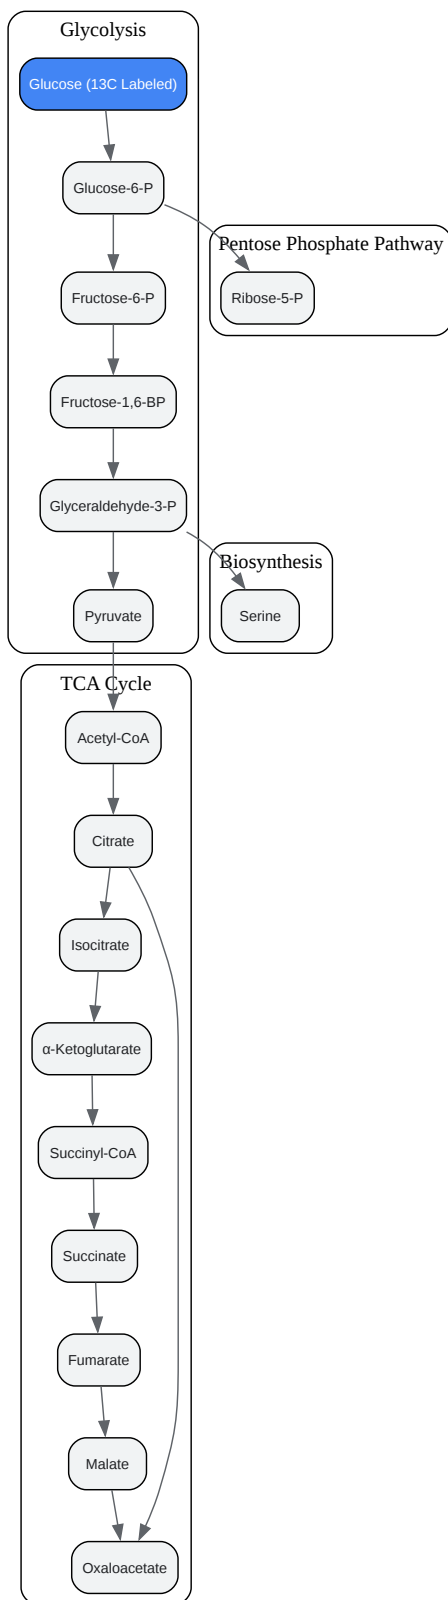 Glycolysis
Glucose (13C Labeled)
Glucose-6-P
Pentose Phosphate Pathway
Fructose-6-P
Ribose-5-P
Fructose-1,6-BP
Glyceraldehyde-3-P
Biosynthesis
Pyruvate
Serine
TCA Cycle
Acetyl-CoA
Citrate
Isocitrate
α-Ketoglutarate
Succinyl-CoA
Succinate
Fumarate
Malate
Oxaloacetate